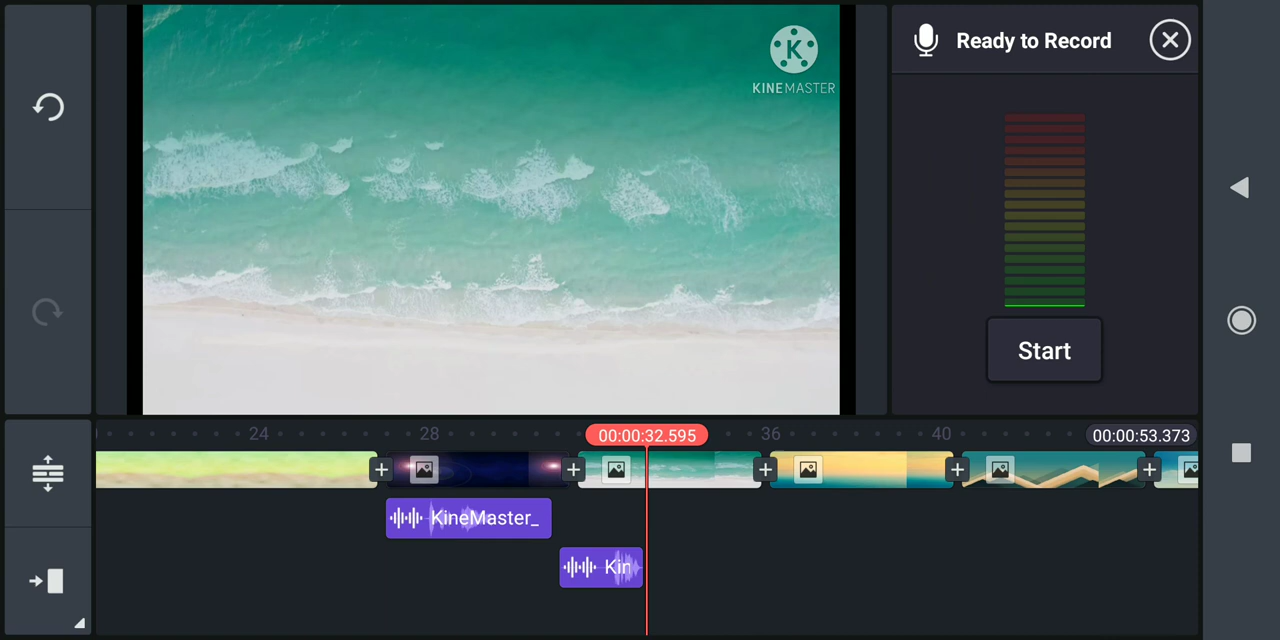 KINEMASTER
Ready to Record
Start
24
28
00:00:32.595
36
40
00:00:53.373
KineMaster_
Kin